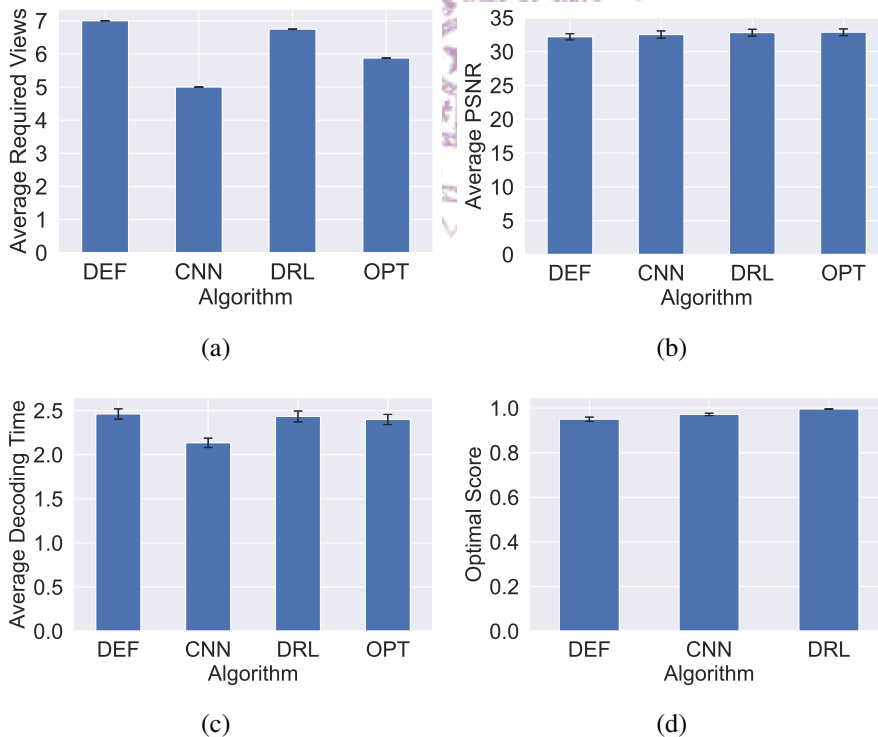 Average Required Views
7
6
5
4
3
2
1
0
DEF CNN DRL OPT
Algorithm
(a)
Average PSNR
35
30
25
20
15
10
5
0
DEF CNN DRL OPT
Algorithm
(b)
Average Decoding Time
2.5
2.0
1.5
1.0
0.5
0.0
DEF CNN DRL OPT
Algorithm
(c)
Optimal Score
1.0
0.8
0.6
0.4
0.2
0.0
DEF CNN DRL
Algorithm
(d)